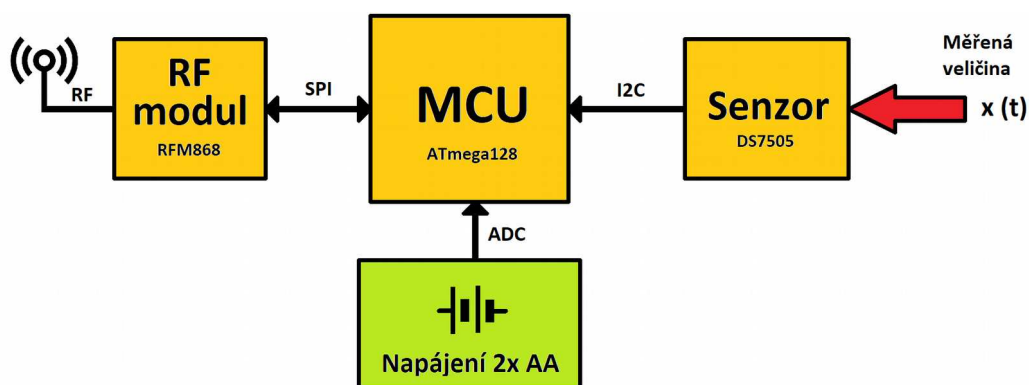 RF
RF
modul
RFM868
SPI
MCU
ATmega128
I2C
Senzor
DS7505
Měřená
veličina
x (t)
ADC
Napájení 2x AA